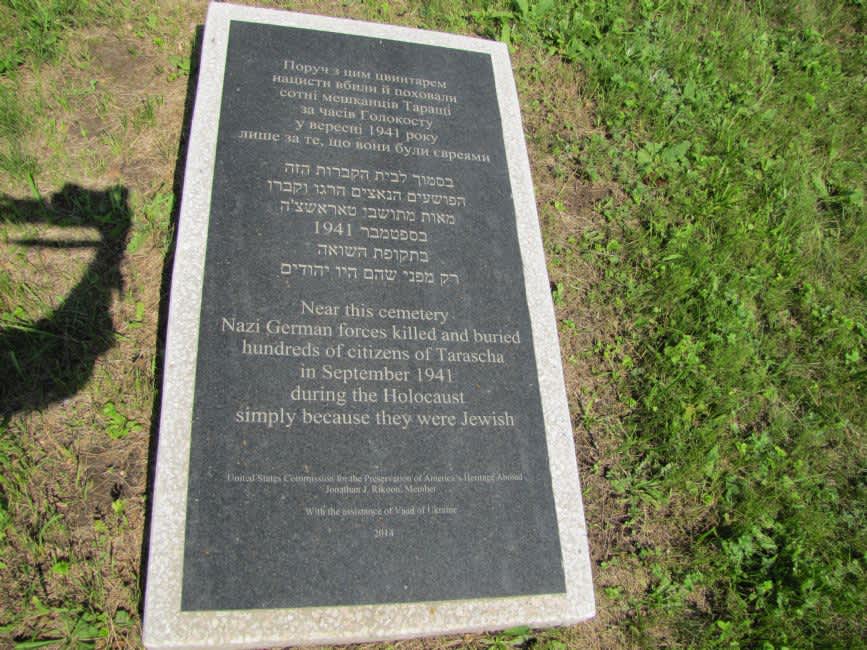 Поруч з цим цвинтарем
нацисти вбили й поховали
сотні мешканців Таращі
за часів Голокосту
у вересні 1941 року
лише за те, що вони були євреями
בסמוך לבית הקברות הזה
הפושעים הנאצים הרגו וקברו
מאות מתושבי טאראשצ'ה
בספטמבר 1941
בתקופת השואה
רק מפני שהם היו יהודים
Near this cemetery
Nazi German forces killed and buried
hundreds of citizens of Tarascha
in September 1941
during the Holocaust
simply because they were Jewish
United States Commission for the Preservation of America's Heritage Abroad
Jonathan J. Rikoon, Member
With the assistance of Vaad of Ukraine
2014